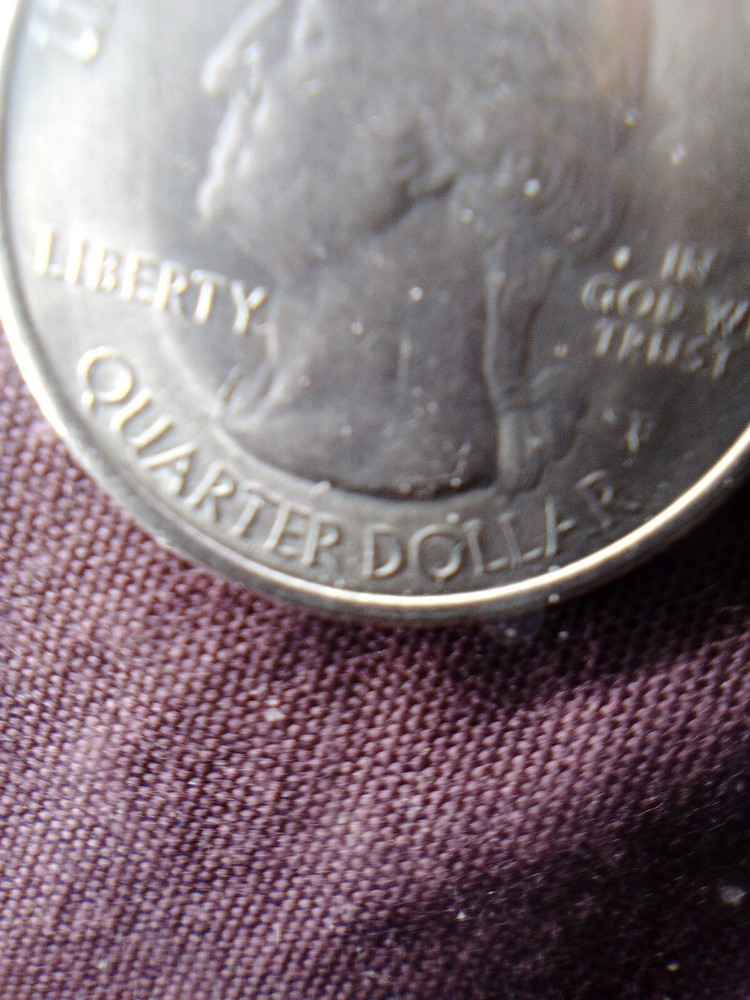 LIBERTY
IN
GOD W
TRUST
P
QUARTER DOLLAR